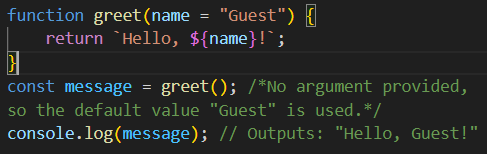 function greet(name = "Guest") {
    return `Hello, ${name}!`;
}
const message = greet(); /*No argument provided,
so the default value "Guest" is used.*/
console.log(message); // Outputs: "Hello, Guest!"